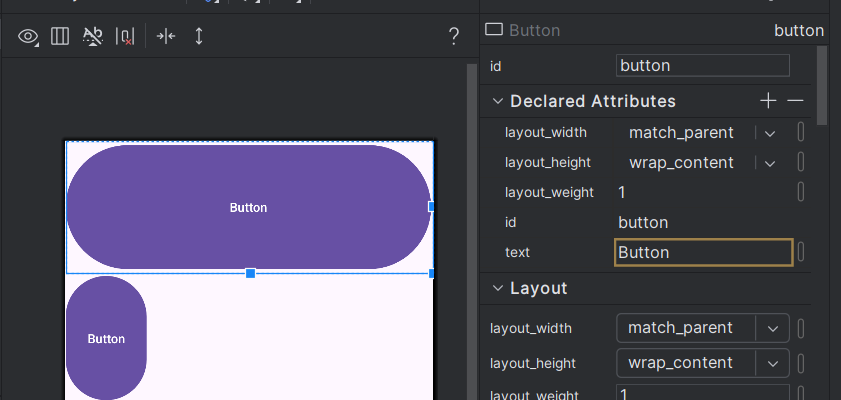 ?
Button
button
id
button
Declared Attributes
layout_width
match_parent
layout_height
wrap_content
layout_weight
1
id
button
text
Button
Layout
layout_width
match_parent
layout_height
wrap_content
layout_weight
1
Button
Button